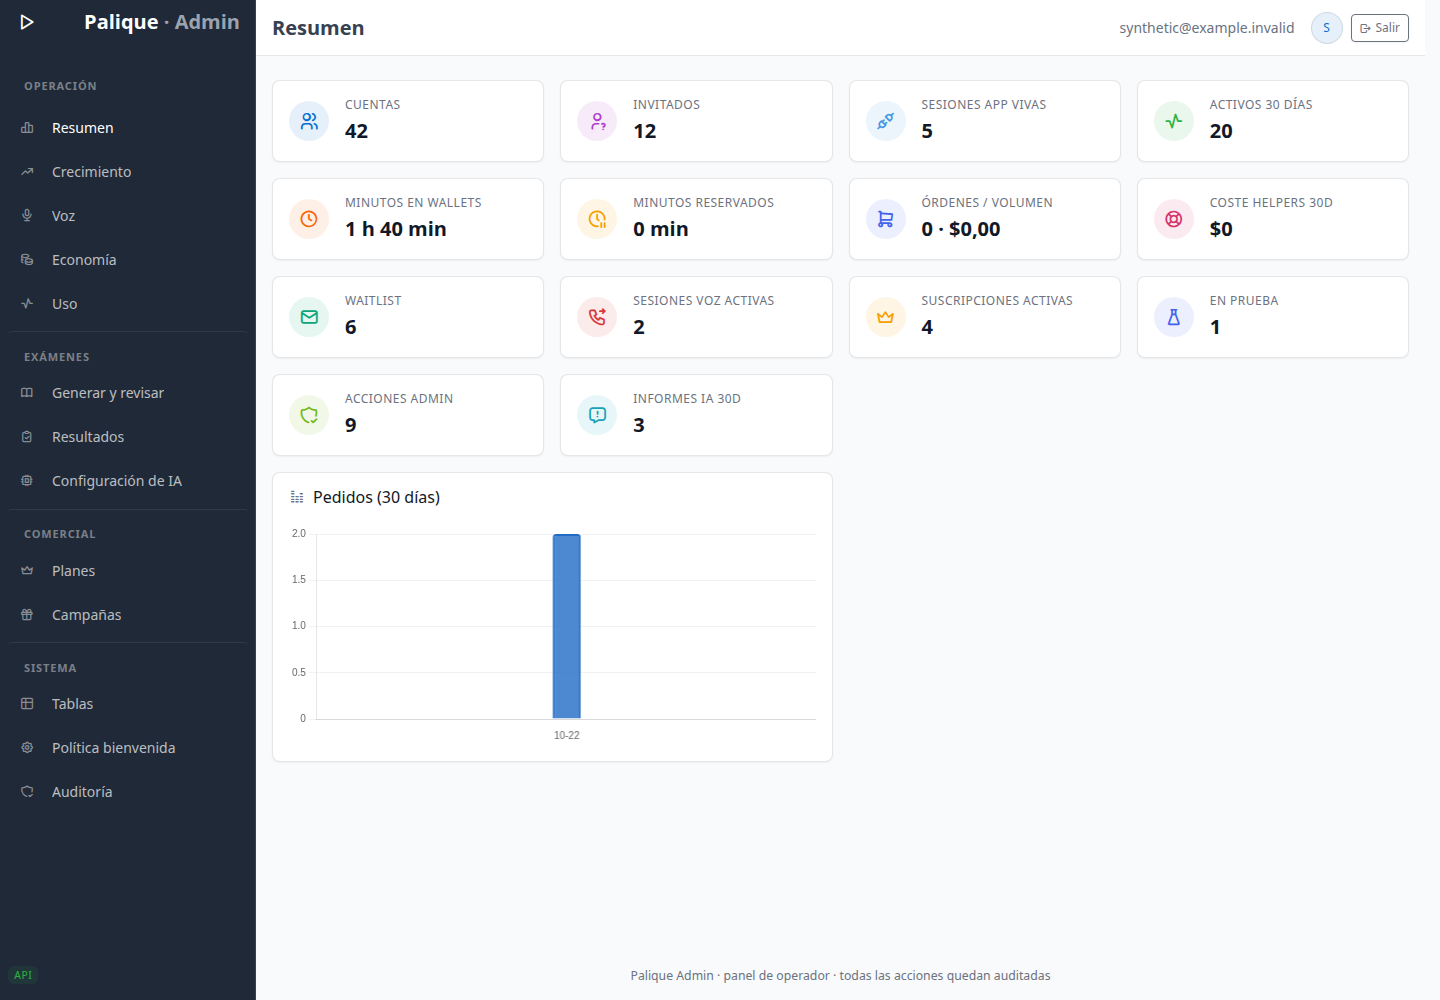 Palique · Admin
OPERACIÓN
Resumen
Crecimiento
Voz
Economía
Uso
EXÁMENES
Generar y revisar
Resultados
Configuración de IA
COMERCIAL
Planes
Campañas
SISTEMA
Tablas
Política bienvenida
Auditoría
API
Resumen
synthetic@example.invalid
S
Salir
CUENTAS
42
INVITADOS
12
SESIONES APP VIVAS
5
ACTIVOS 30 DÍAS
20
MINUTOS EN WALLETS
1 h 40 min
MINUTOS RESERVADOS
0 min
ÓRDENES / VOLUMEN
0 · $0,00
COSTE HELPERS 30D
$0
WAITLIST
6
SESIONES VOZ ACTIVAS
2
SUSCRIPCIONES ACTIVAS
4
EN PRUEBA
1
ACCIONES ADMIN
9
INFORMES IA 30D
3
Pedidos (30 días)
2.0
1.5
1.0
0.5
0
10-22
Palique Admin · panel de operador · todas las acciones quedan auditadas